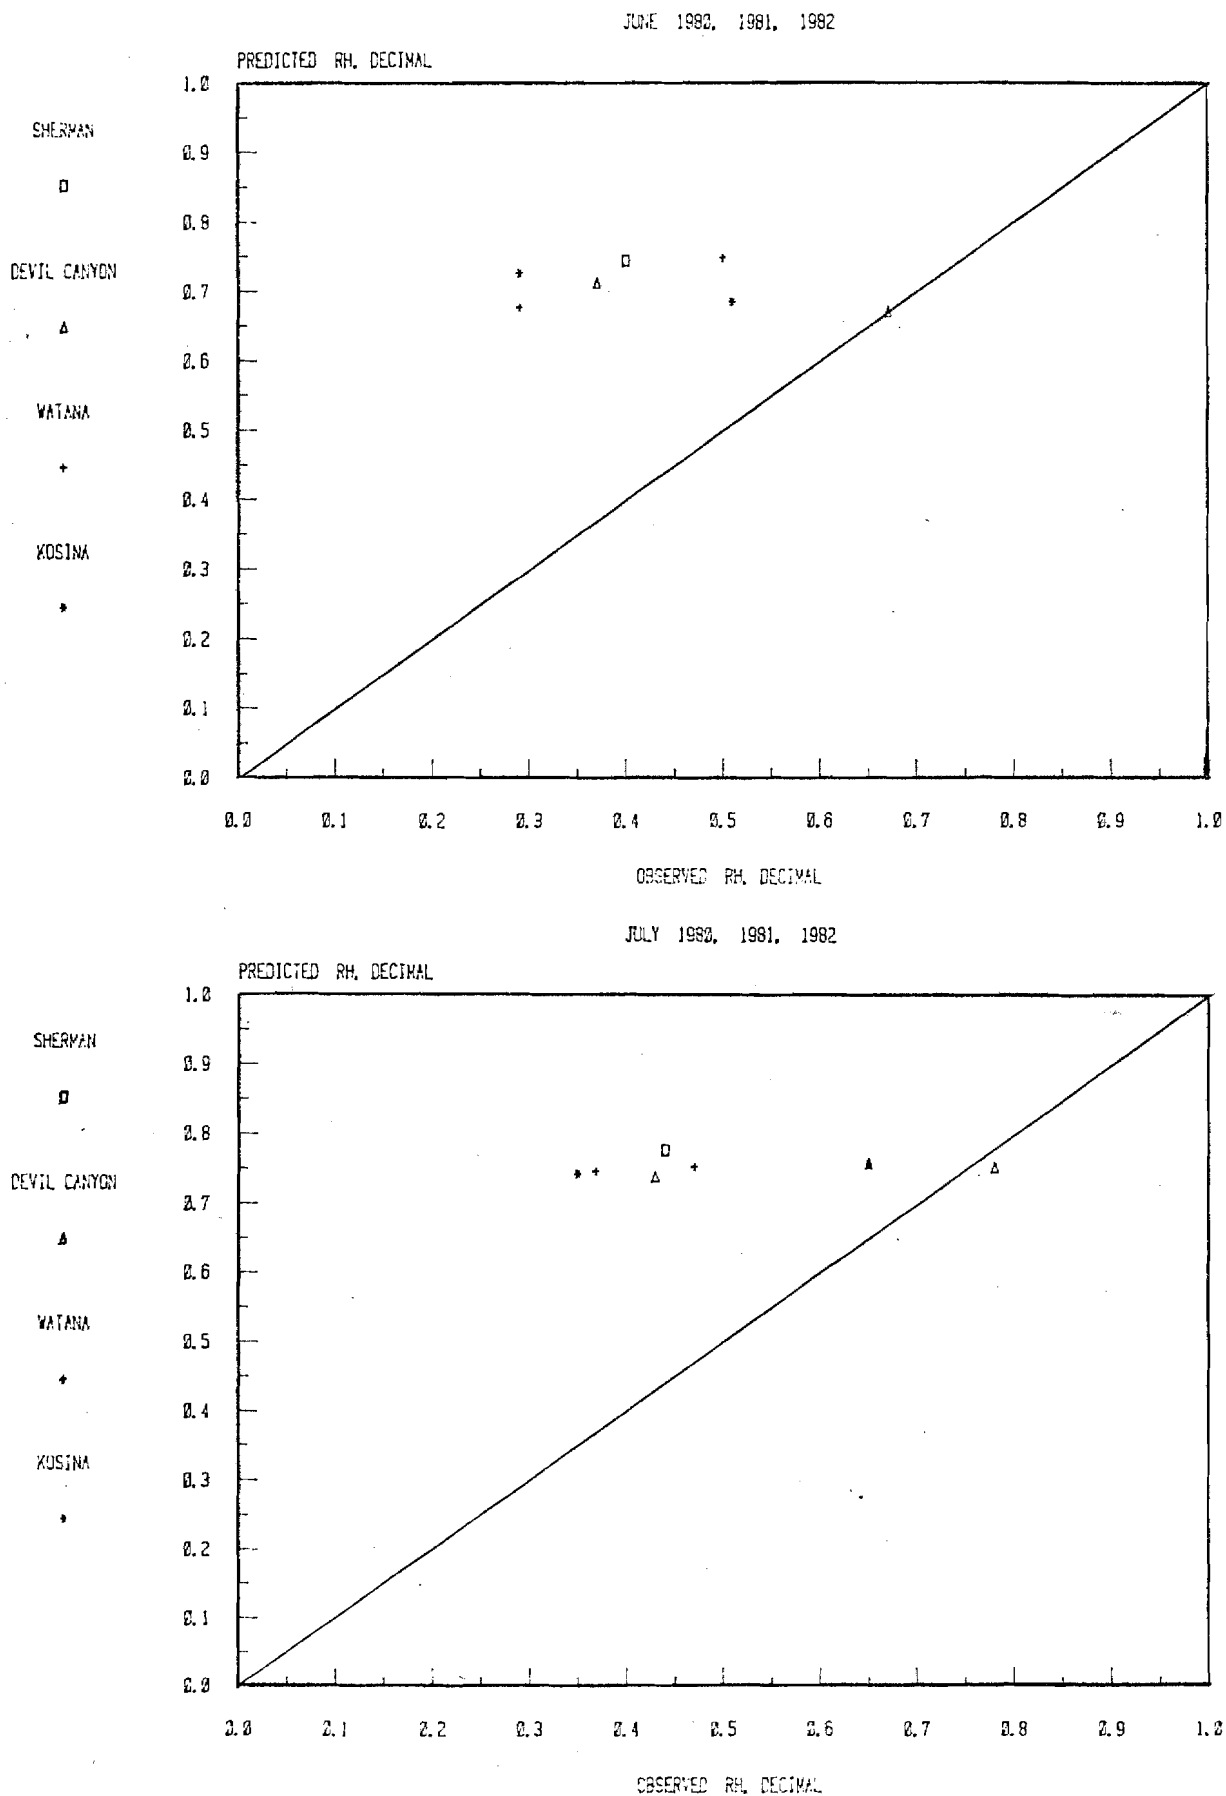 JUNE 1980, 1981, 1982
PREDICTED RH, DECIMAL
1.0
SHERMAN
0.9
0.8
DEVIL CANYON
0.7
0.6
WATANA
0.5
0.4
KOSINA
0.3
0.2
0.1
0.0
0.0 0.1 0.2 0.3 0.4 0.5 0.6 0.7 0.8 0.9 1.0
OBSERVED RH, DECIMAL
JULY 1980, 1981, 1982
PREDICTED RH, DECIMAL
1.0
SHERMAN
0.9
0.8
DEVIL CANYON
0.7
0.6
WATANA
0.5
0.4
KOSINA
0.3
0.2
0.1
0.0
0.0 0.1 0.2 0.3 0.4 0.5 0.6 0.7 0.8 0.9 1.0
OBSERVED RH, DECIMAL